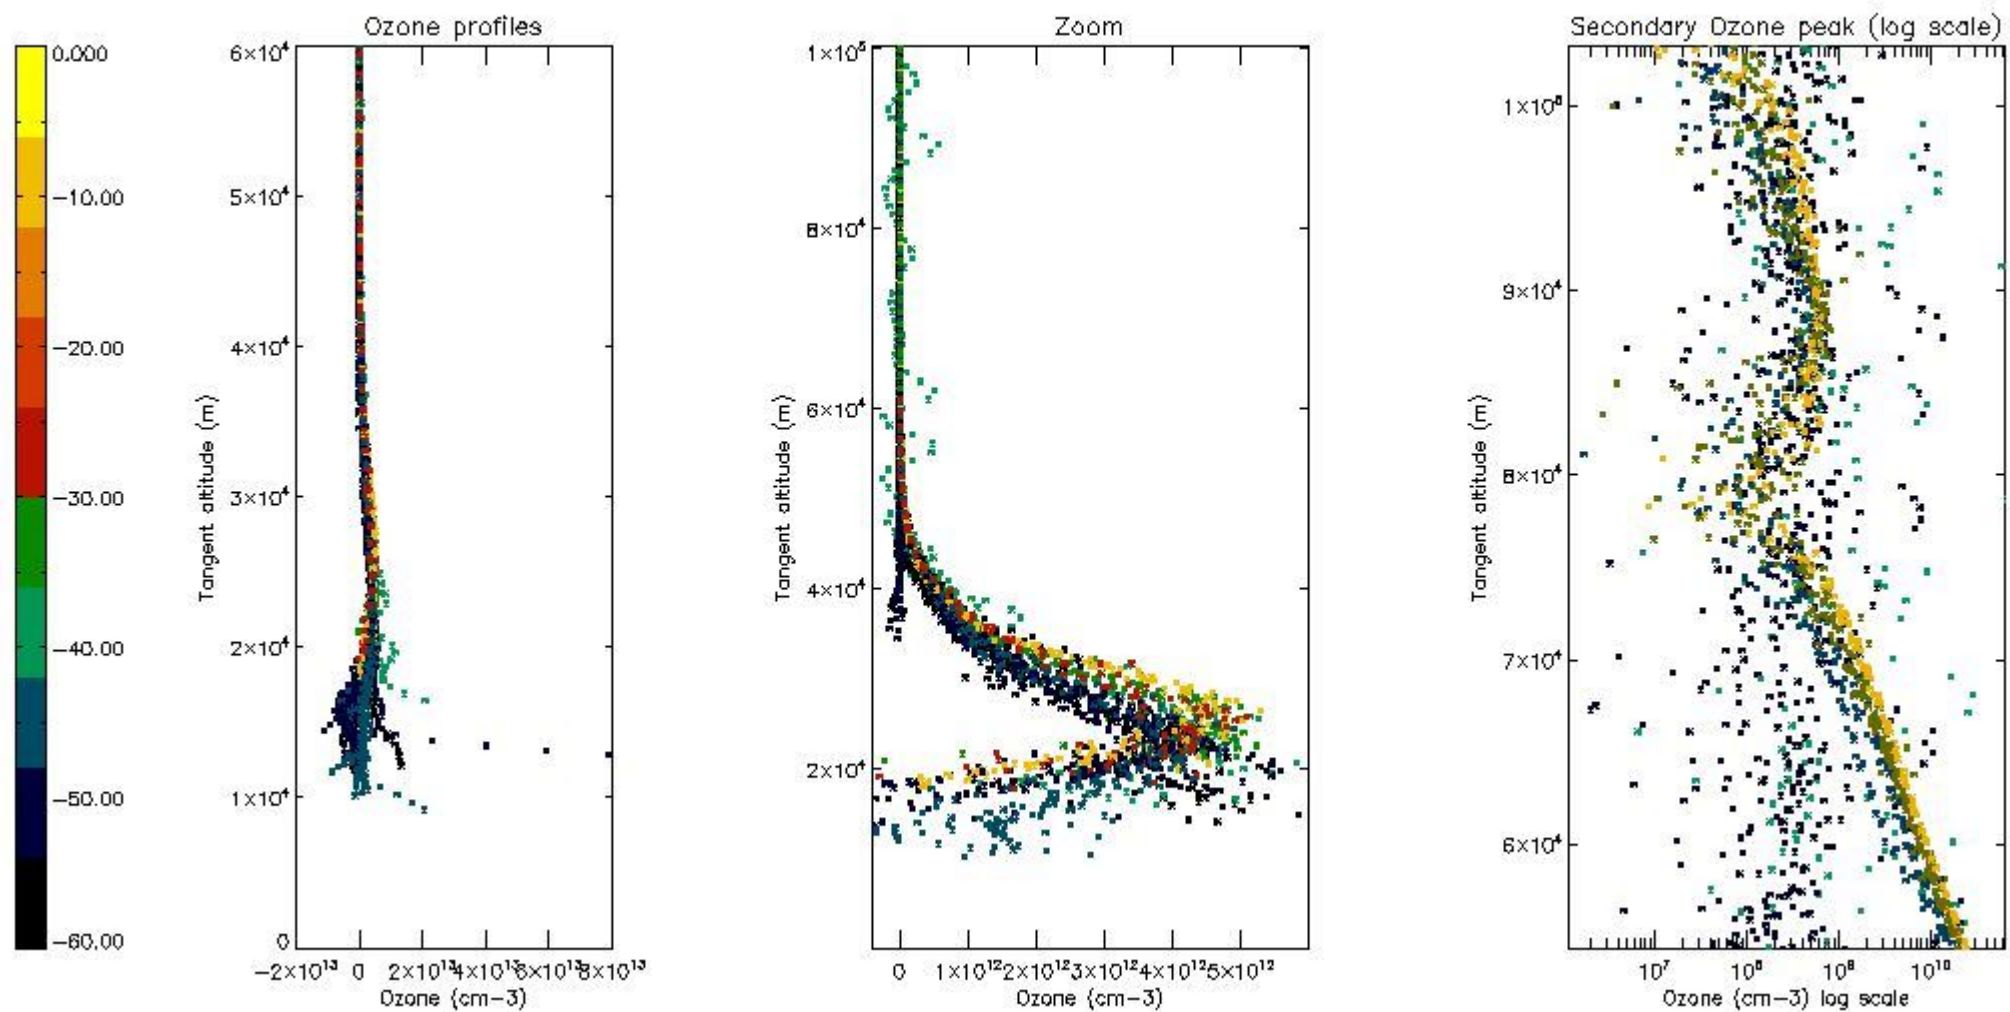 Ozone profiles
Zoom
Secondary Ozone peak (log scale)
0.000
−10.00
−20.00
−30.00
−40.00
−50.00
−60.00
6×10⁴
5×10⁴
4×10⁴
3×10⁴
2×10⁴
1×10⁴
0
Tangent altitude (m)
−2×10¹³ 0 2×10¹³ 4×10¹³ 6×10¹³ 8×10¹³
Ozone (cm−3)
1×10⁵
8×10⁴
6×10⁴
4×10⁴
2×10⁴
Tangent altitude (m)
0 1×10¹² 2×10¹² 3×10¹² 4×10¹² 5×10¹²
Ozone (cm−3)
1×10⁵
9×10⁴
8×10⁴
7×10⁴
6×10⁴
Tangent altitude (m)
10⁷ 10⁸ 10⁹ 10¹⁰
Ozone (cm−3) log scale